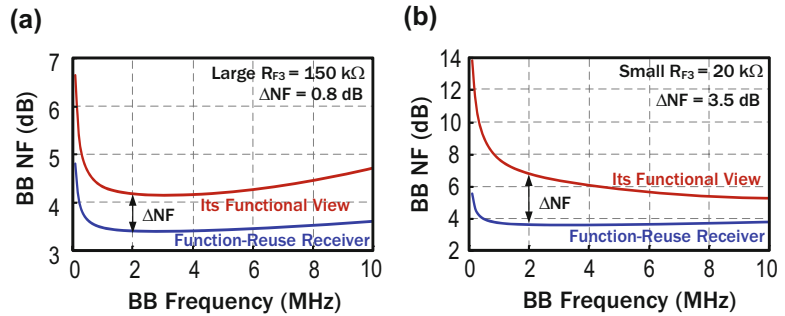 (a)
7
6
5
4
3
BB NF (dB)
Large RF3 = 150 kΩ
ΔNF = 0.8 dB
Its Functional View
ΔNF
Function-Reuse Receiver
0 2 4 6 8 10
BB Frequency (MHz)
(b)
14
12
10
8
6
4
2
BB NF (dB)
Small RF3 = 20 kΩ
ΔNF = 3.5 dB
Its Functional View
ΔNF
Function-Reuse Receiver
0 2 4 6 8 10
BB Frequency (MHz)